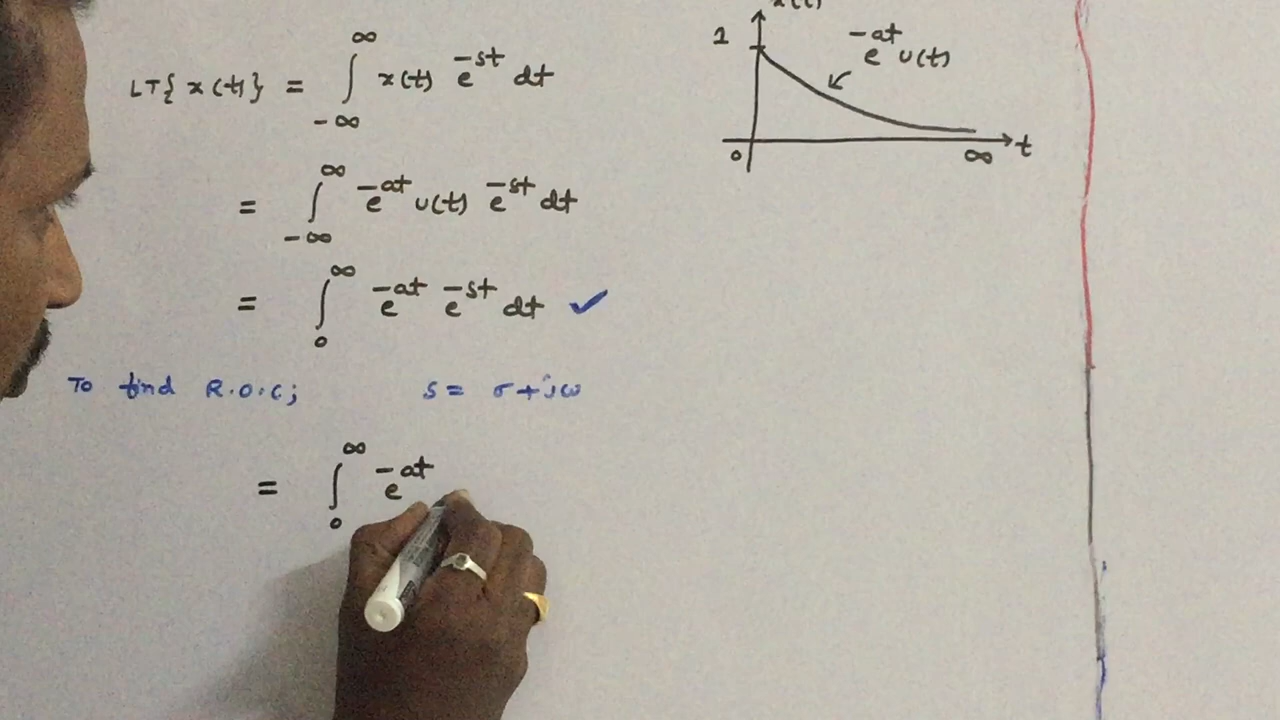 LT{x(t)} = ∫_{-∞}^{∞} x(t) e^{-st} dt
= ∫_{-∞}^{∞} e^{-at} u(t) e^{-st} dt
= ∫_{0}^{∞} e^{-at} e^{-st} dt ✓
To find R.O.C; s = σ+jω
= ∫_{0}^{∞} e^{-at}
x(t)
1
e^{-at} u(t)
0 ∞ t